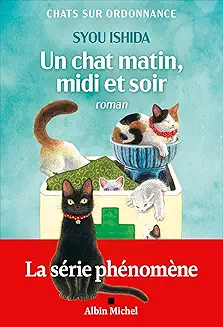 CHATS SUR ORDONNANCE
SYOU ISHIDA
Un chat matin,
midi et soir
roman
La série phénomène
Albin Michel